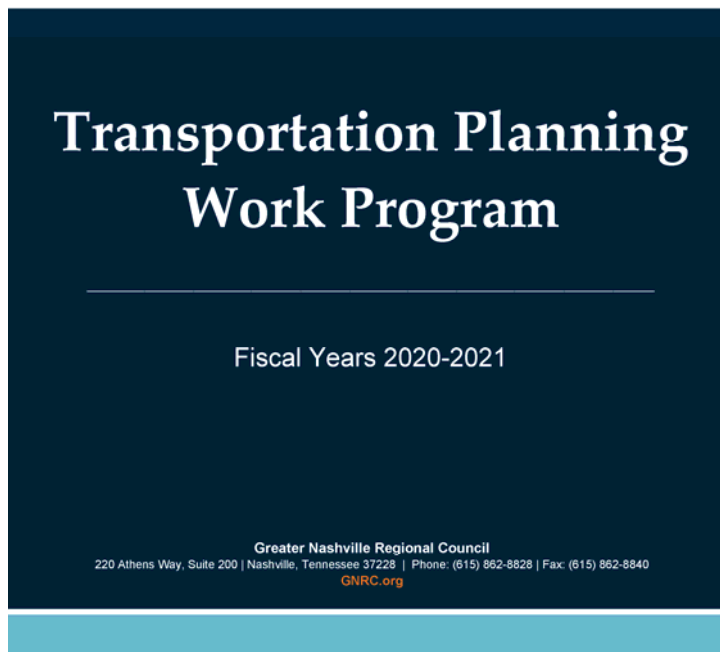 Transportation Planning
Work Program
Fiscal Years 2020-2021
Greater Nashville Regional Council
220 Athens Way, Suite 200 | Nashville, Tennessee 37228 | Phone: (615) 862-8828 | Fax: (615) 862-8840
GNRC.org